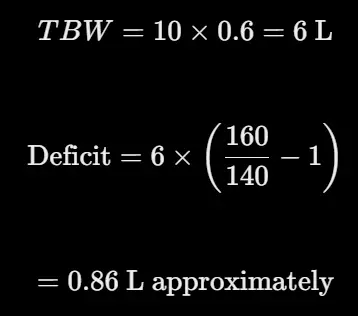 TBW = 10 × 0.6 = 6 L
Deficit = 6 × (160/140 − 1)
= 0.86 L approximately